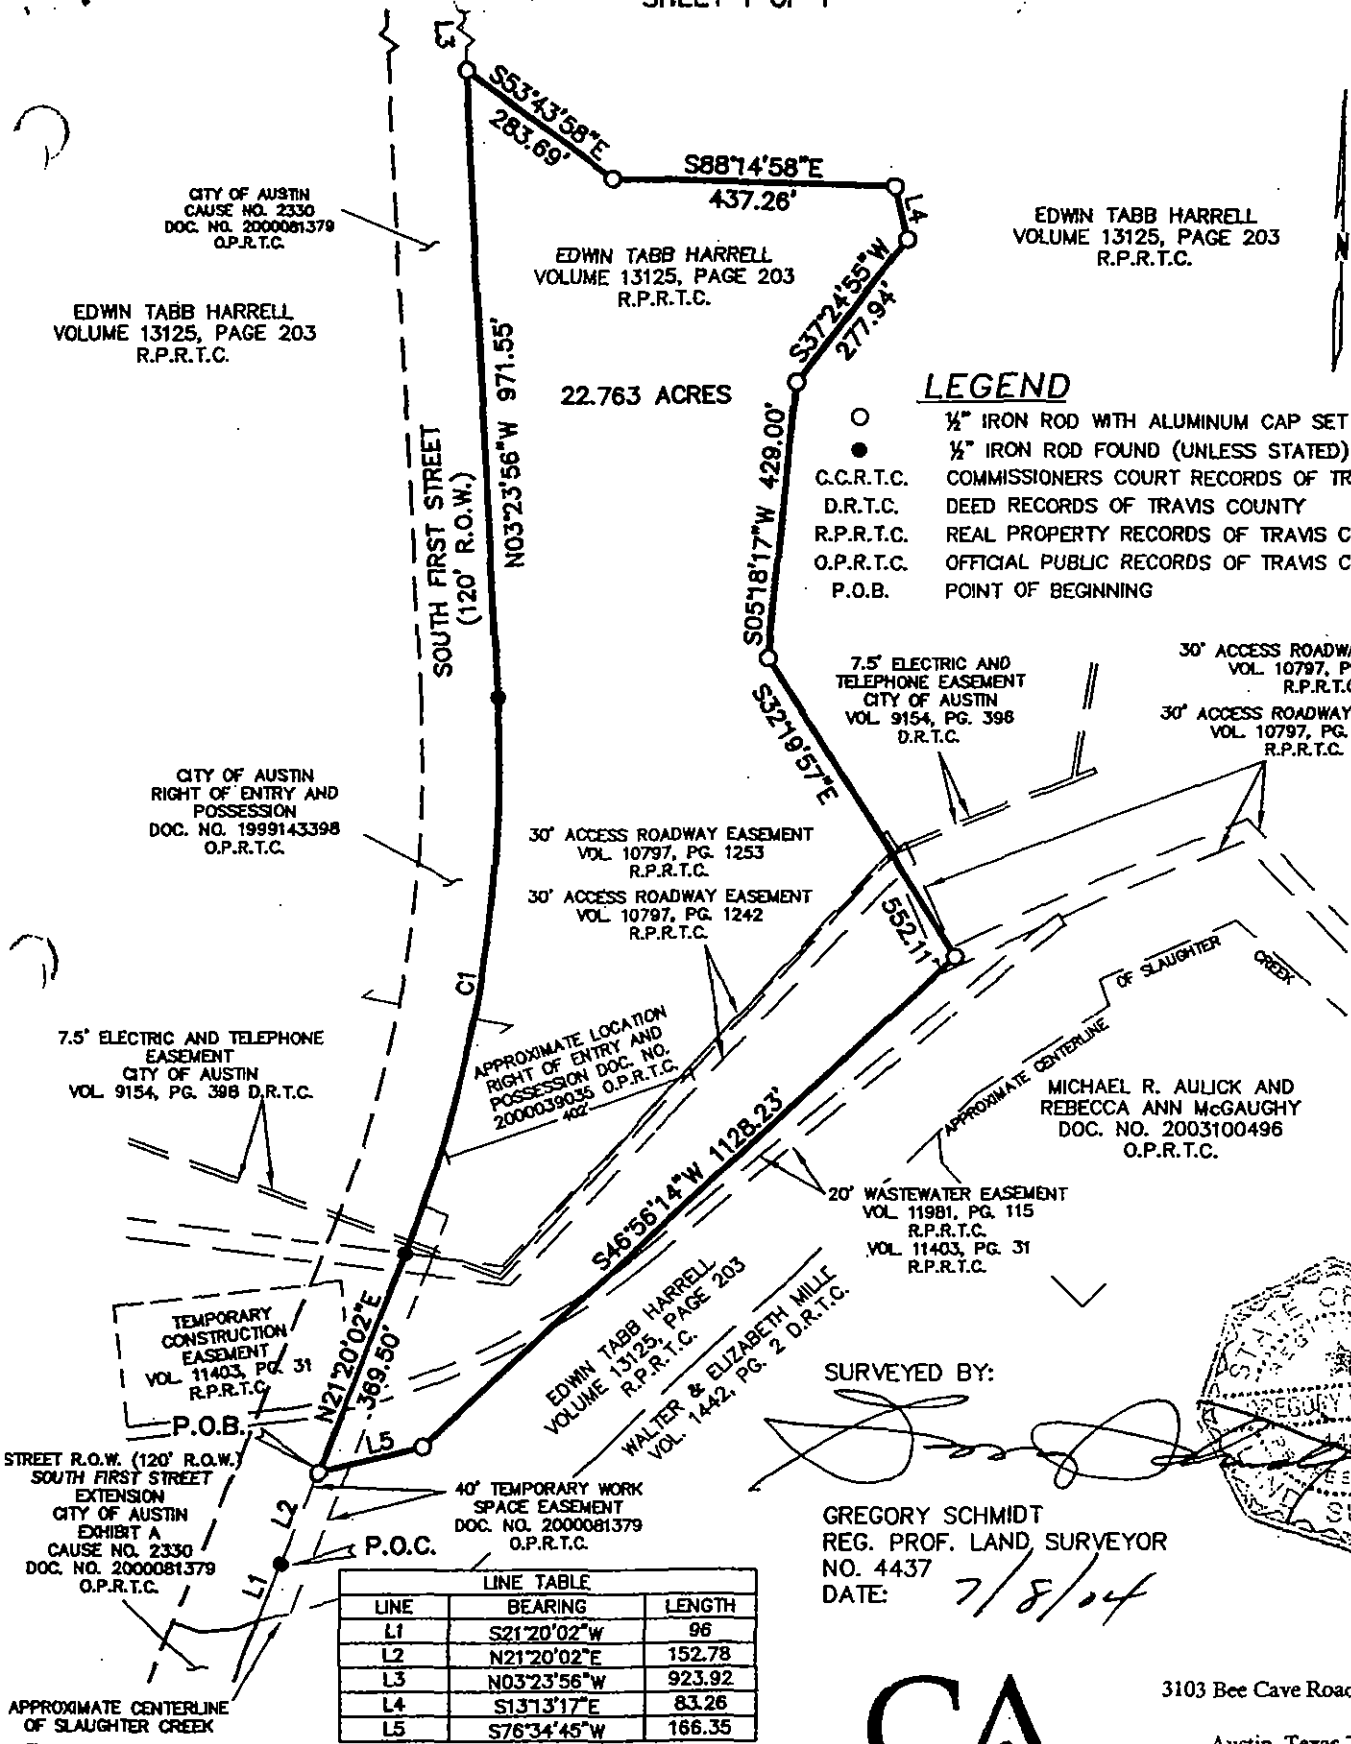 SHEET 1 OF 1
L3
S53°43'58"E
283.69'
S88°14'58"E
437.26'
L4
CITY OF AUSTIN
CAUSE NO. 2330
DOC. NO. 2000081379
O.P.R.T.C.
EDWIN TABB HARRELL
VOLUME 13125, PAGE 203
R.P.R.T.C.
EDWIN TABB HARRELL
VOLUME 13125, PAGE 203
R.P.R.T.C.
N
EDWIN TABB HARRELL
VOLUME 13125, PAGE 203
R.P.R.T.C.
S37°24'55"W
277.94'
N03°23'56"W 971.55'
22.763 ACRES
SOUTH FIRST STREET
(120' R.O.W.)
S05°18'17"W 429.00'
LEGEND
½" IRON ROD WITH ALUMINUM CAP SET
½" IRON ROD FOUND (UNLESS STATED)
C.C.R.T.C. COMMISSIONERS COURT RECORDS OF TR
D.R.T.C. DEED RECORDS OF TRAVIS COUNTY
R.P.R.T.C. REAL PROPERTY RECORDS OF TRAVIS C
O.P.R.T.C. OFFICIAL PUBLIC RECORDS OF TRAVIS C
P.O.B. POINT OF BEGINNING
S32°19'57"E
552.11'
7.5' ELECTRIC AND
TELEPHONE EASEMENT
CITY OF AUSTIN
VOL. 9154, PG. 398
D.R.T.C.
30' ACCESS ROADWA
VOL. 10797, P
R.P.R.T.C
30' ACCESS ROADWAY
VOL. 10797, PG.
R.P.R.T.C.
CITY OF AUSTIN
RIGHT OF ENTRY AND
POSSESSION
DOC. NO. 1999143398
O.P.R.T.C.
30' ACCESS ROADWAY EASEMENT
VOL. 10797, PG. 1253
R.P.R.T.C.
30' ACCESS ROADWAY EASEMENT
VOL. 10797, PG. 1242
R.P.R.T.C.
C1
APPROXIMATE CENTERLINE OF SLAUGHTER CREEK
7.5' ELECTRIC AND TELEPHONE
EASEMENT
CITY OF AUSTIN
VOL. 9154, PG. 398 D.R.T.C.
APPROXIMATE LOCATION
RIGHT OF ENTRY AND
POSSESSION DOC. NO.
2000039035 O.P.R.T.C.
402'
MICHAEL R. AULICK AND
REBECCA ANN McGAUGHY
DOC. NO. 2003100496
O.P.R.T.C.
S46°56'14"W 1128.23'
20' WASTEWATER EASEMENT
VOL. 11981, PG. 115
R.P.R.T.C.
VOL. 11403, PG. 31
R.P.R.T.C.
EDWIN TABB HARRELL
VOLUME 13125, PAGE 203
R.P.R.T.C.
WALTER & ELIZABETH MILLE
VOL. 1442, PG. 2 D.R.T.C.
TEMPORARY
CONSTRUCTION
EASEMENT
VOL. 11403, PG. 31
R.P.R.T.C.
N21°20'02"E
369.50'
P.O.B.
L5
STREET R.O.W. (120' R.O.W.)
SOUTH FIRST STREET
EXTENSION
CITY OF AUSTIN
EXHIBIT A
CAUSE NO. 2330
DOC. NO. 2000081379
O.P.R.T.C.
L2
40' TEMPORARY WORK
SPACE EASEMENT
DOC. NO. 2000081379
O.P.R.T.C.
P.O.C.
L1
APPROXIMATE CENTERLINE
OF SLAUGHTER CREEK
LINE TABLE
LINE BEARING LENGTH
L1 S21°20'02"W 96
L2 N21°20'02"E 152.78
L3 N03°23'56"W 923.92
L4 S13°13'17"E 83.26
L5 S76°34'45"W 166.35
SURVEYED BY:
STATE OF
GREGORY
GREGORY SCHMIDT
REG. PROF. LAND SURVEYOR
NO. 4437
DATE: 7/8/04
CA
3103 Bee Cave Road
Austin, Texas